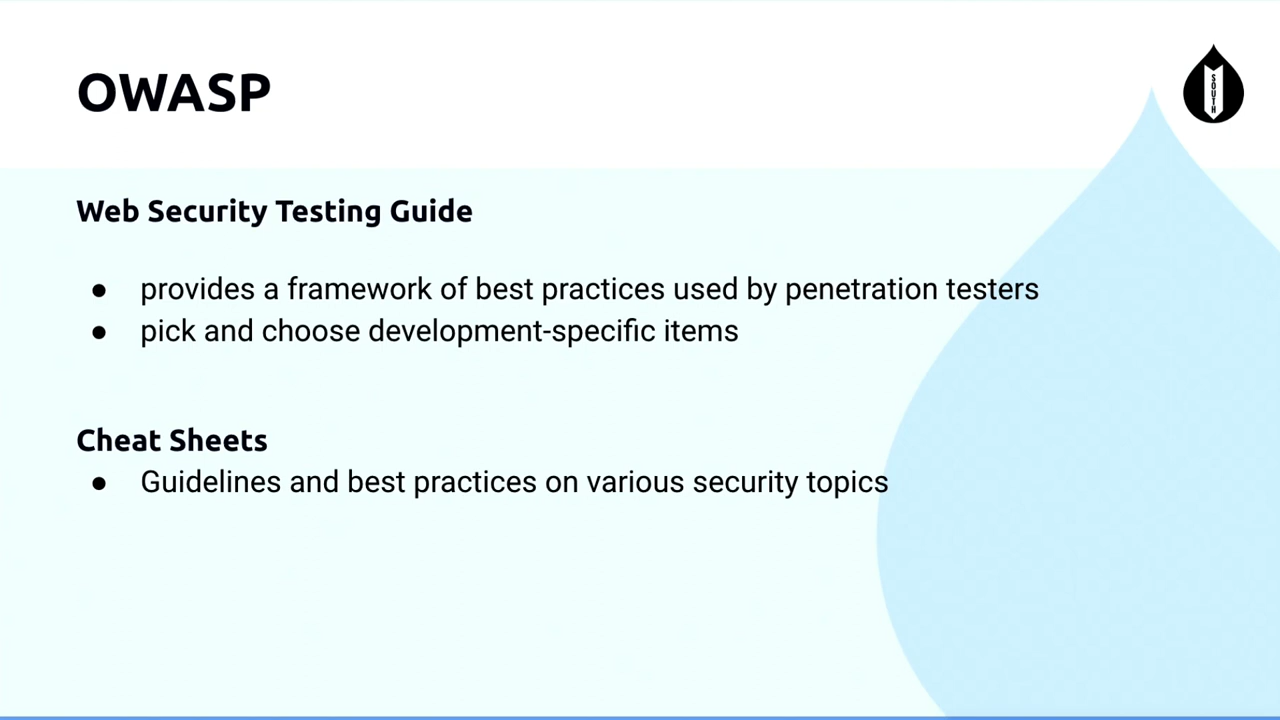 OWASP
SOUTH
Web Security Testing Guide
● provides a framework of best practices used by penetration testers
● pick and choose development-specific items
Cheat Sheets
● Guidelines and best practices on various security topics